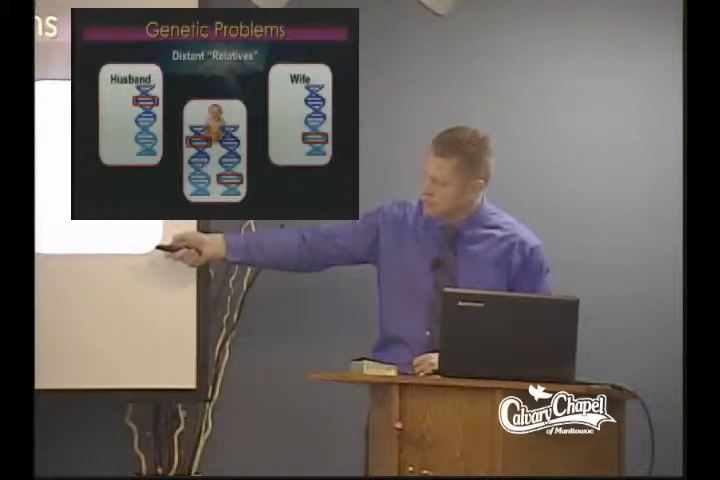 ns
Genetic Problems
Distant "Relatives"
Husband
Wife
Calvary Chapel
of Manitowoc